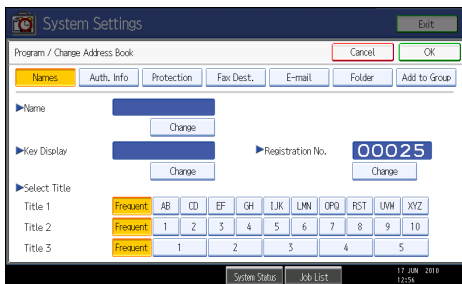 System Settings Exit
Program / Change Address Book Cancel OK
Names Auth. Info Protection Fax Dest. E-mail Folder Add to Group
▶Name
Change
▶Key Display ▶Registration No. 00025
Change Change
▶Select Title
Title 1 Frequent AB CD EF GH IJK LMN OPQ RST UVW XYZ
Title 2 Frequent 1 2 3 4 5 6 7 8 9 10
Title 3 Frequent 1 2 3 4 5
System Status Job List 17 JUN 2010
12:56